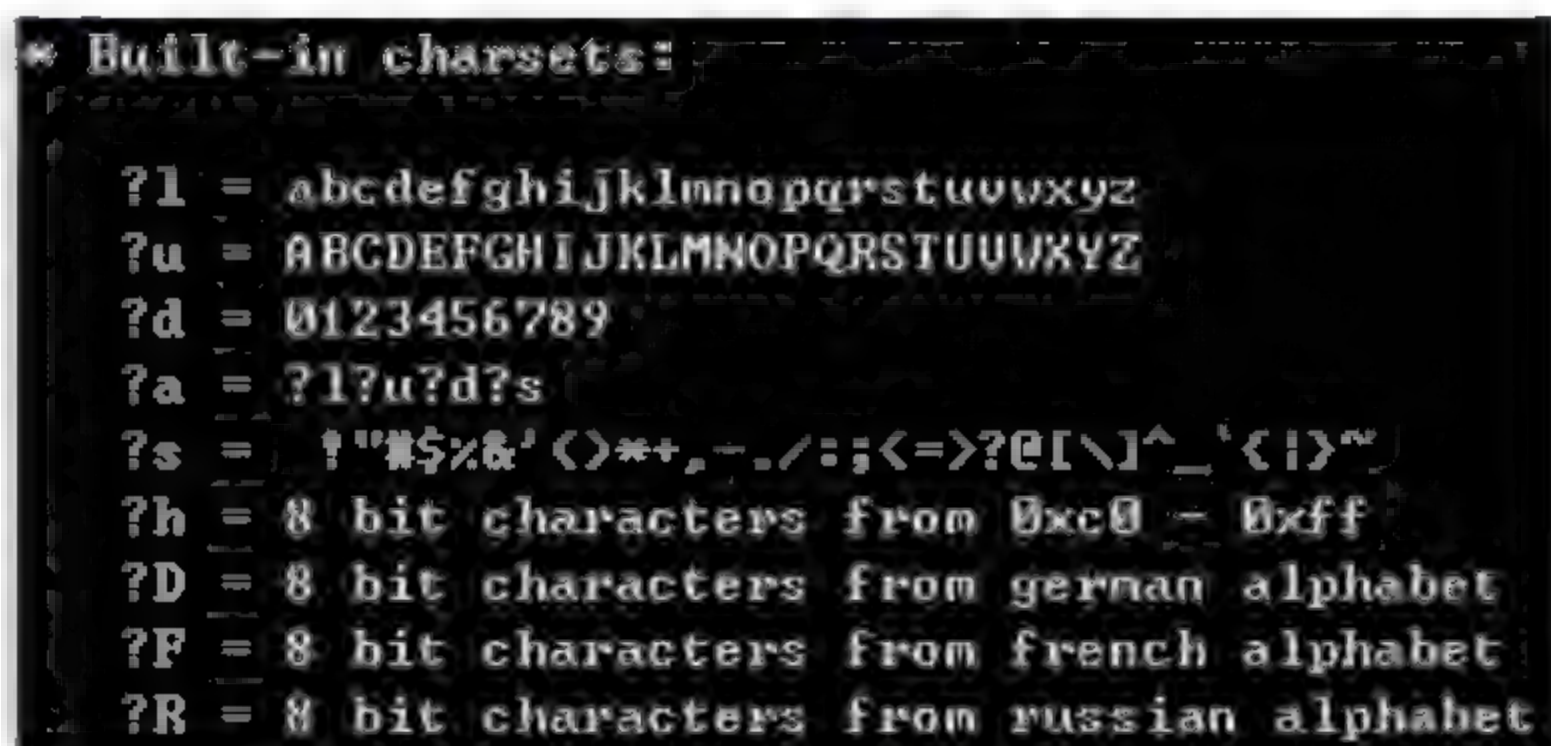 * Built-in charsets:
?l = abcdefghijklmnopqrstuvwxyz
?u = ABCDEFGHIJKLMNOPQRSTUVWXYZ
?d = 0123456789
?a = ?l?u?d?s
?s =  !"#$%&'()*+,-./:;<=>?@[\]^_`{|}~
?h = 8 bit characters from 0xc0 - 0xff
?D = 8 bit characters from german alphabet
?F = 8 bit characters from french alphabet
?R = 8 bit characters from russian alphabet